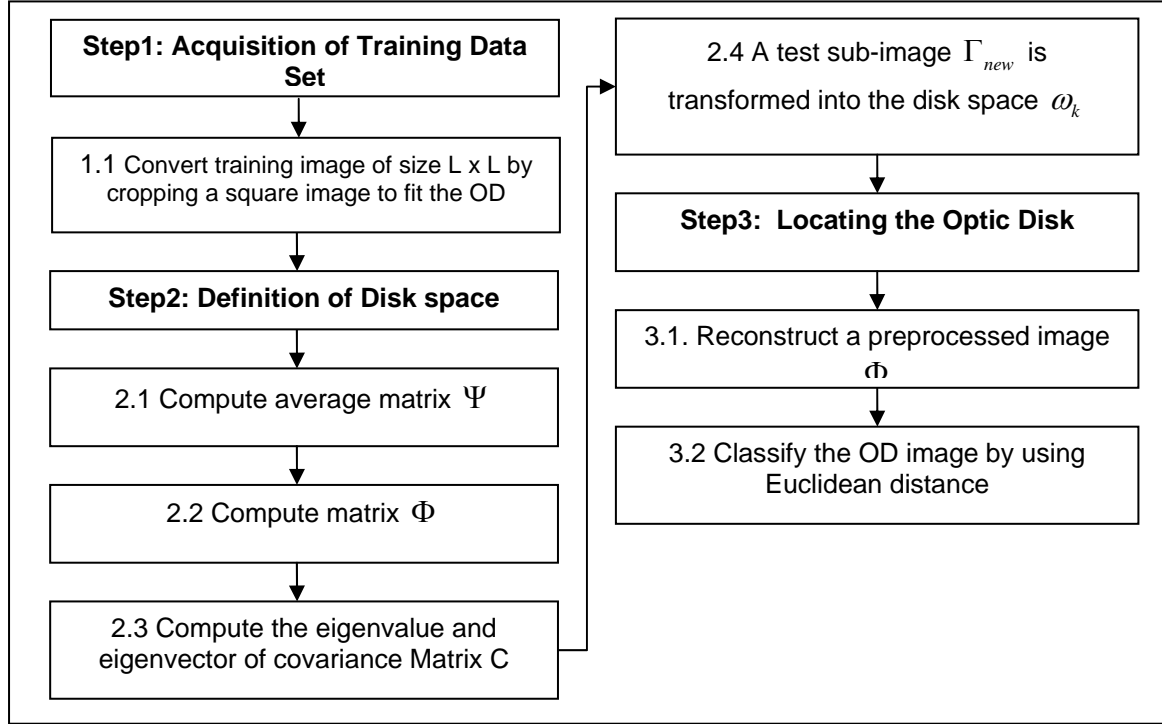 Step1: Acquisition of Training Data
Set
1.1 Convert training image of size L x L by
cropping a square image to fit the OD
Step2: Definition of Disk space
2.1 Compute average matrix Ψ
2.2 Compute matrix Φ
2.3 Compute the eigenvalue and
eigenvector of covariance Matrix C
2.4 A test sub-image Γ_new is
transformed into the disk space ω_k
Step3: Locating the Optic Disk
3.1. Reconstruct a preprocessed image
Φ
3.2 Classify the OD image by using
Euclidean distance